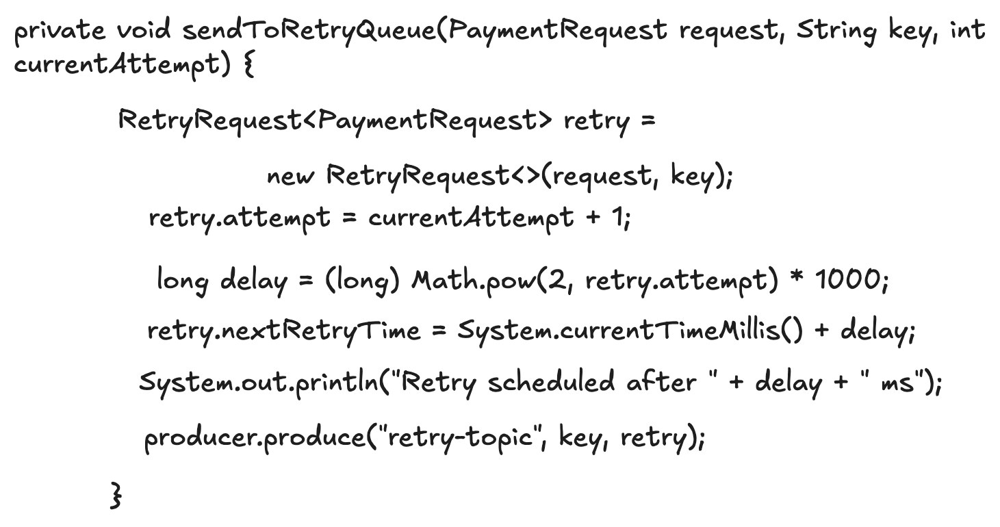 private void sendToRetryQueue(PaymentRequest request, String key, int
currentAttempt) {
RetryRequest<PaymentRequest> retry =
new RetryRequest<>(request, key);
retry.attempt = currentAttempt + 1;
long delay = (long) Math.pow(2, retry.attempt) * 1000;
retry.nextRetryTime = System.currentTimeMillis() + delay;
System.out.println("Retry scheduled after " + delay + " ms");
producer.produce("retry-topic", key, retry);
}